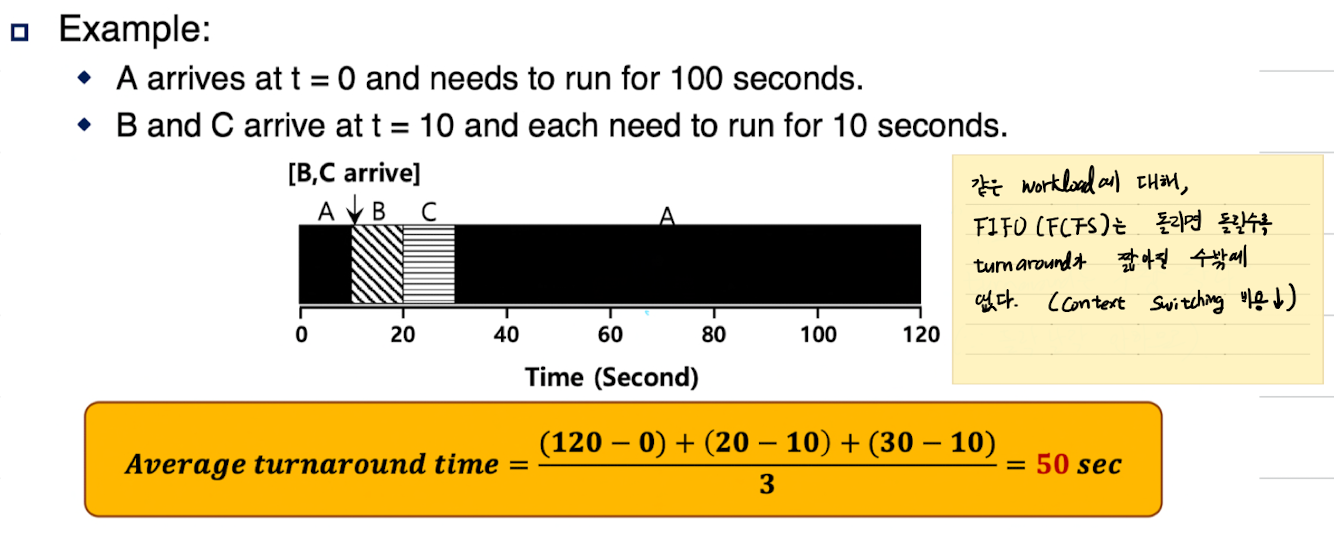 Example:
A arrives at t = 0 and needs to run for 100 seconds.
B and C arrive at t = 10 and each need to run for 10 seconds.
[B,C arrive]
A B C A
0 20 40 60 80 100 120
Time (Second)
같은 workload에 대해,
FIFO (FCFS)는 돌리면 돌릴수록
turnaround가 짧아질 수밖에
없다. (Context Switching 비용↓)
Average turnaround time = (120 − 0) + (20 − 10) + (30 − 10) / 3 = 50 sec